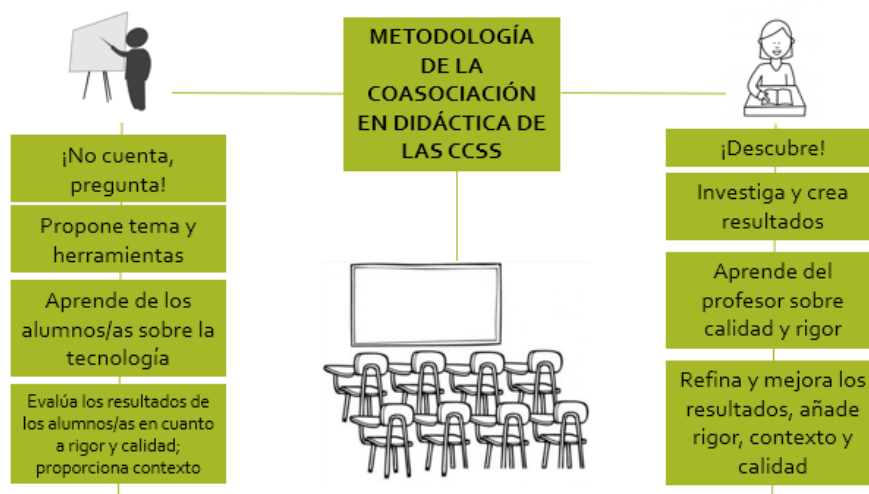 METODOLOGÍA
DE LA
COASOCIACIÓN
EN DIDÁCTICA DE
LAS CCSS
¡No cuenta,
pregunta!
Propone tema y
herramientas
Aprende de los
alumnos/as sobre la
tecnología
Evalúa los resultados de
los alumnos/as en cuanto
a rigor y calidad;
proporciona contexto
¡Descubre!
Investiga y crea
resultados
Aprende del
profesor sobre
calidad y rigor
Refina y mejora los
resultados, añade
rigor, contexto y
calidad